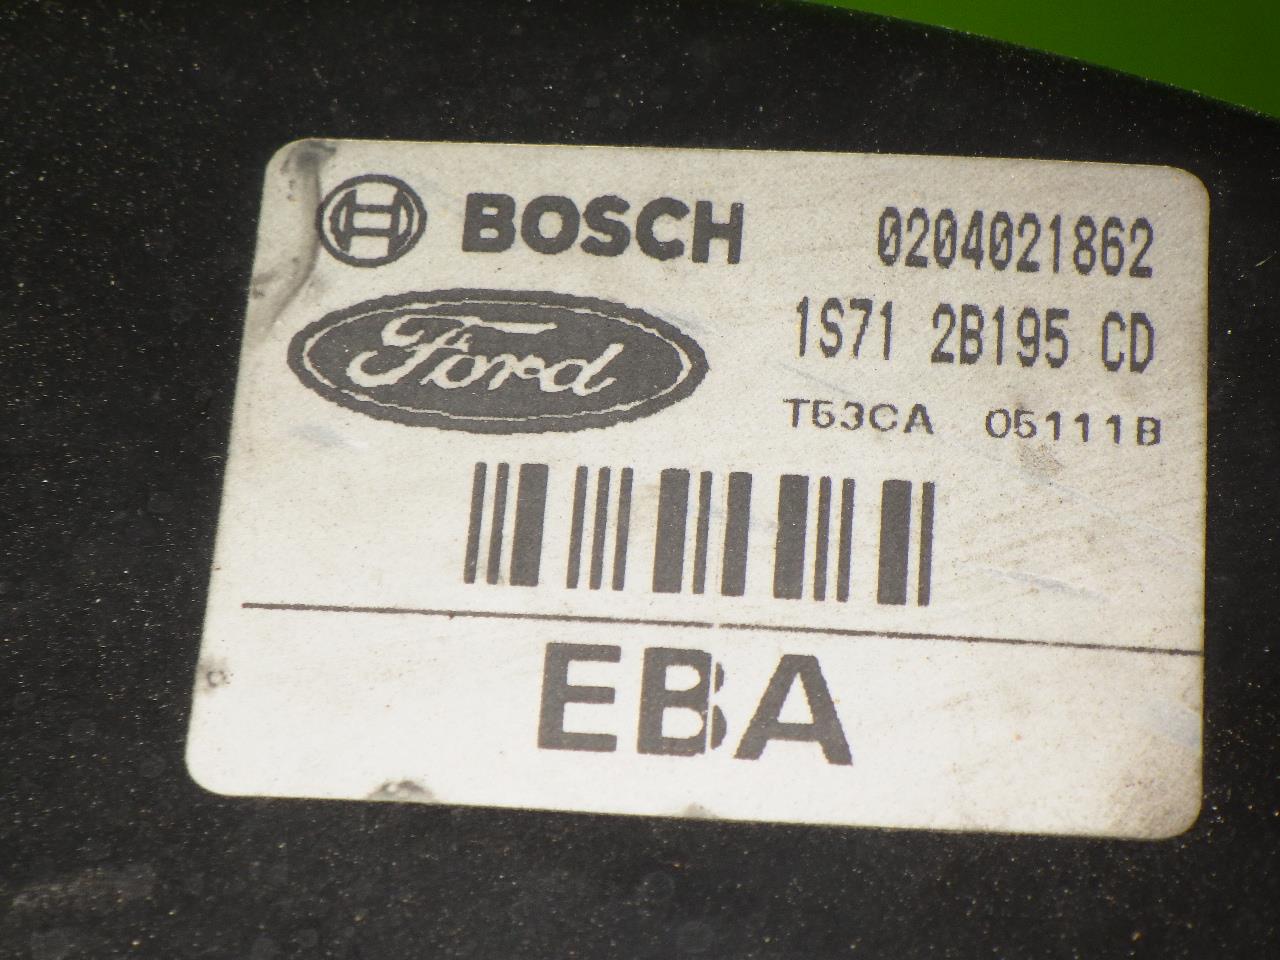 BOSCH 0204021862
Ford 1S71 2B195 CD
T53CA 05111B
EBA